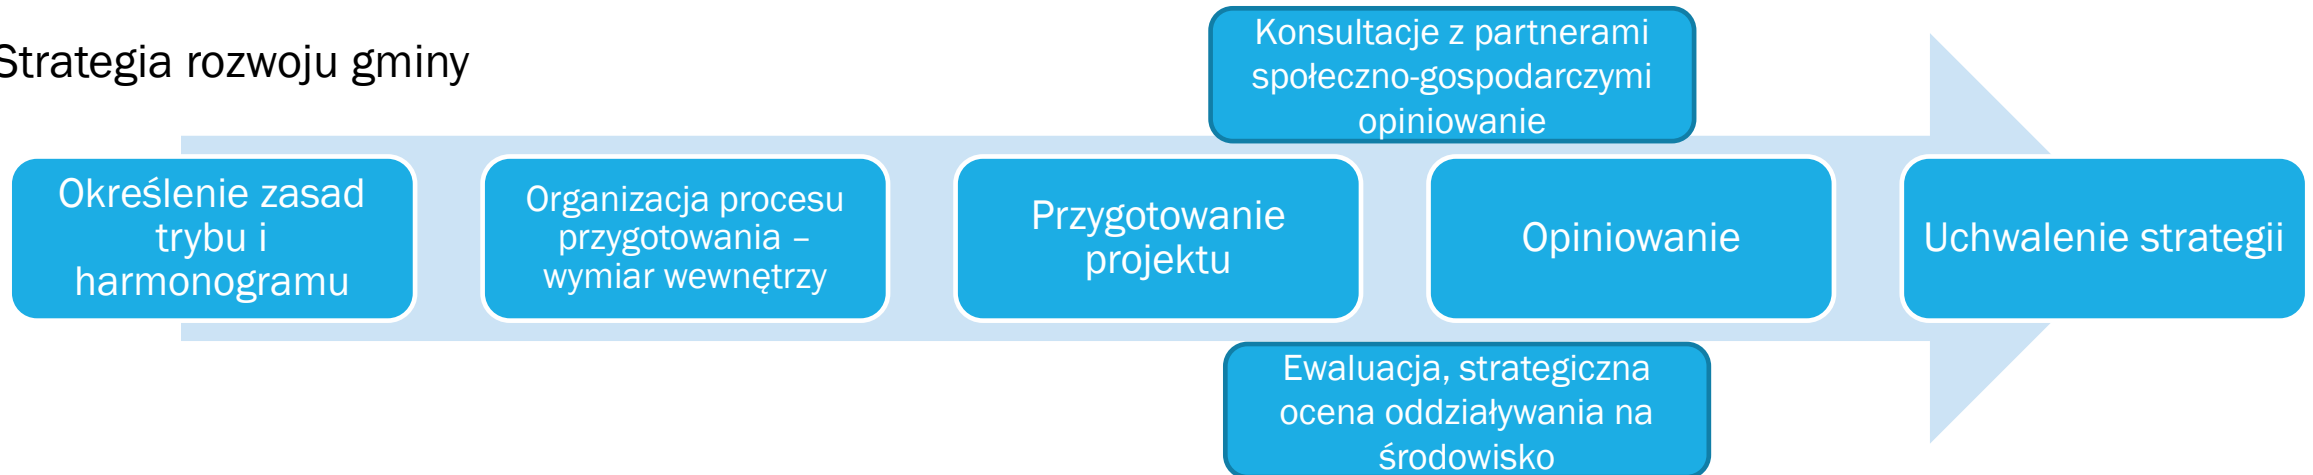 Strategia rozwoju gminy
Konsultacje z partnerami
społeczno-gospodarczymi
opiniowanie
Określenie zasad
trybu i
harmonogramu
Organizacja procesu
przygotowania –
wymiar wewnętrzy
Przygotowanie
projektu
Opiniowanie
Uchwalenie strategii
Ewaluacja, strategiczna
ocena oddziaływania na
środowisko